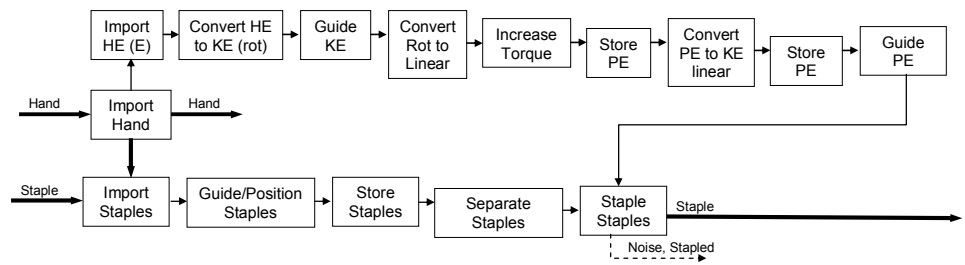 Import
HE (E)
Convert HE
to KE (rot)
Guide
KE
Convert
Rot to
Linear
Increase
Torque
Store
PE
Convert
PE to KE
linear
Store
PE
Guide
PE
Hand
Import
Hand
Hand
Staple
Import
Staples
Guide/Position
Staples
Store
Staples
Separate
Staples
Staple
Staples
Staple
Noise, Stapled